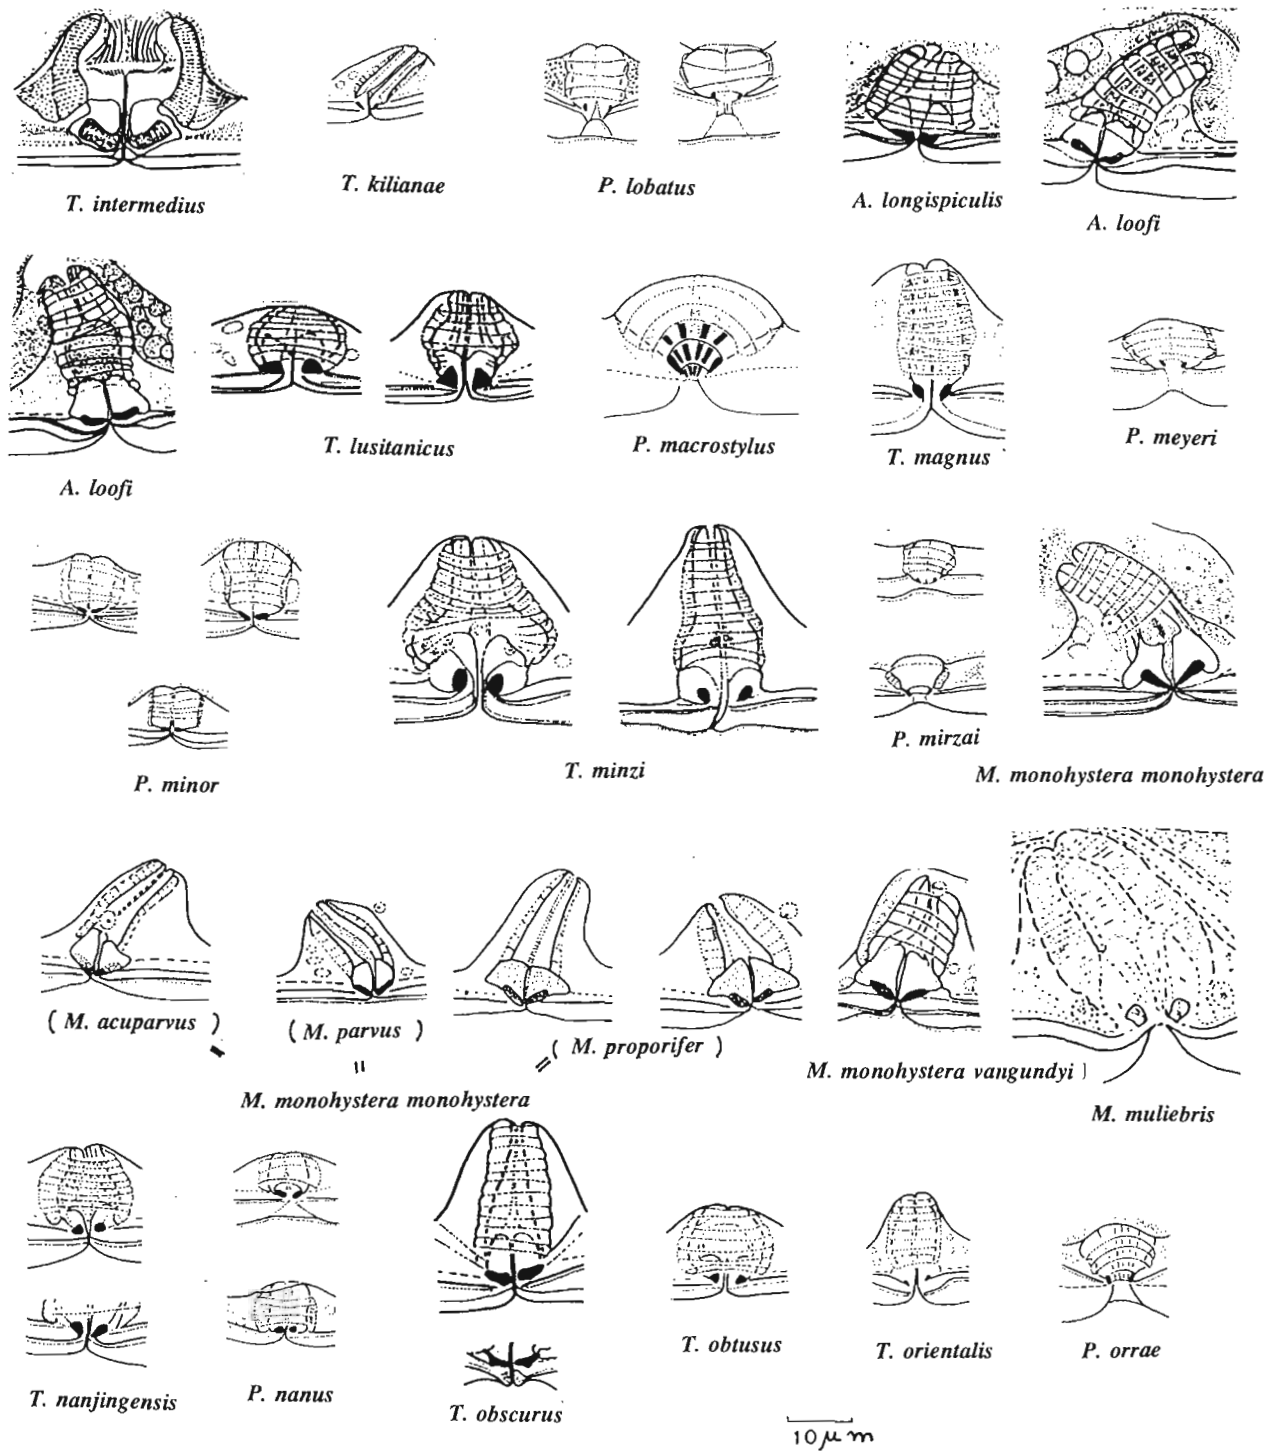 T. intermedius
T. kilianae
P. lobatus
A. longispiculis
A. loofi
A. loofi
T. lusitanicus
P. macrostylus
T. magnus
P. meyeri
P. minor
T. minzi
P. mirzai
M. monohystera monohystera
( M. acuparvus )
( M. parvus )
( M. proporifer )
=
=
=
M. monohystera vangundyi )
M. monohystera monohystera
M. muliebris
T. nanjingensis
P. nanus
T. obscurus
T. obtusus
T. orientalis
P. orrae
10 μm